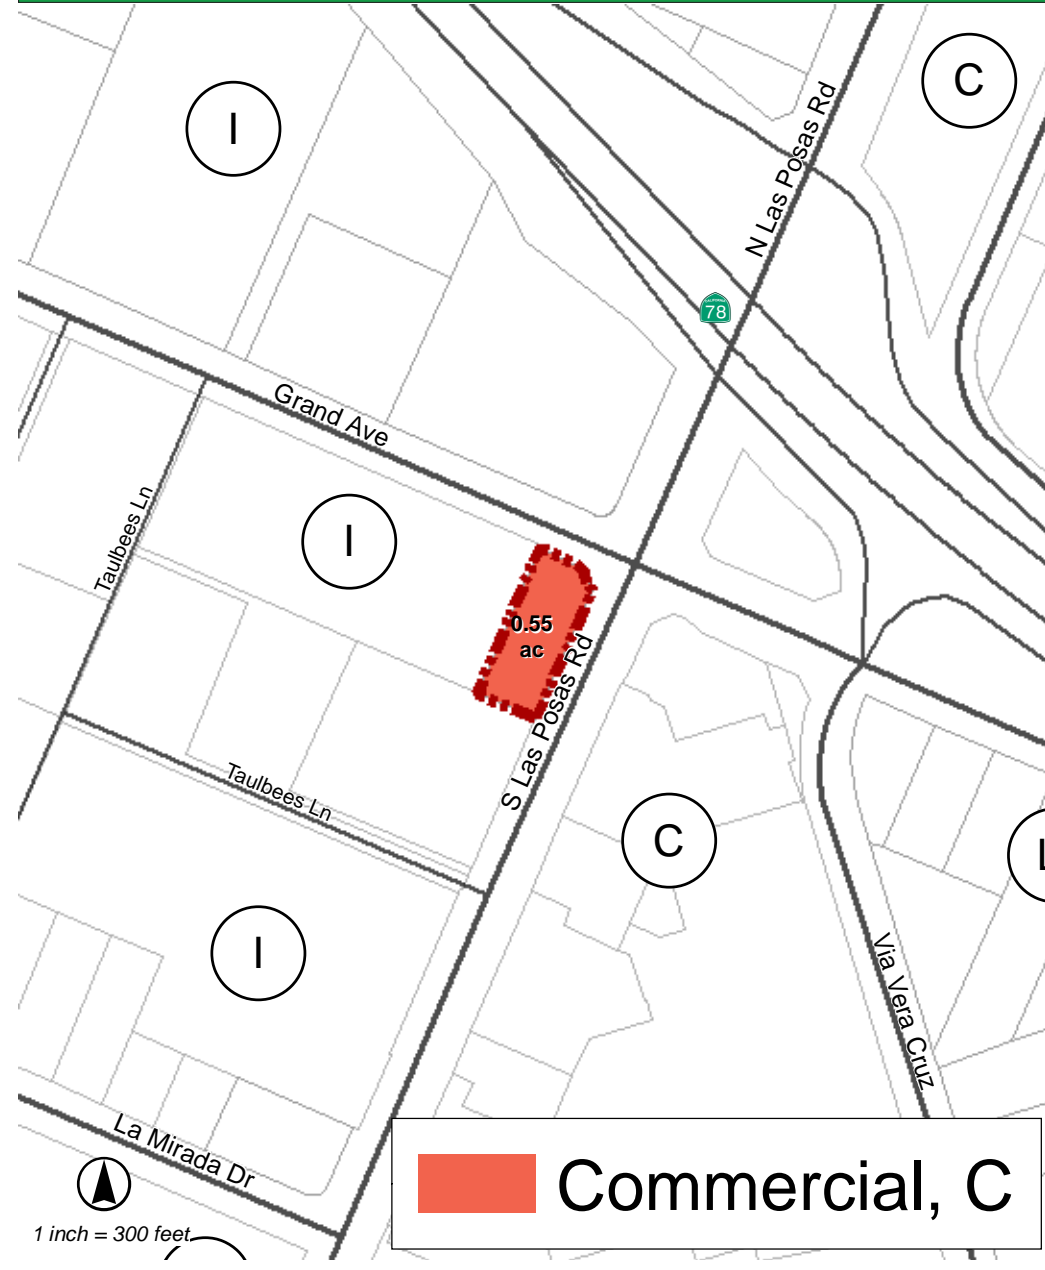 C
I
N Las Posas Rd
CALIFORNIA
78
Grand Ave
Taulbees Ln
I
0.55
ac
S Las Posas Rd
Taulbees Ln
C
I
Via Vera Cruz
La Mirada Dr
Commercial, C
1 inch = 300 feet